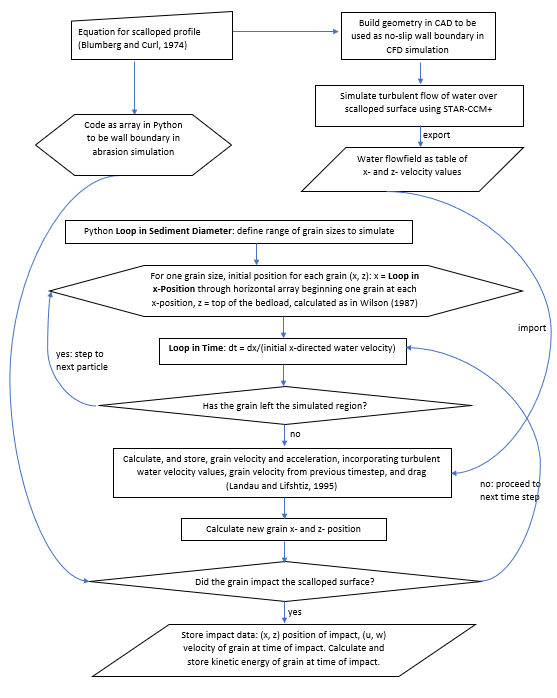 Equation for scalloped profile
(Blumberg and Curl, 1974)
Build geometry in CAD to be
used as no-slip wall boundary in
CFD simulation
Simulate turbulent flow of water over
scalloped surface using STAR-CCM+
export
Code as array in Python
to be wall boundary in
abrasion simulation
Water flowfield as table of
x- and z- velocity values
Python Loop in Sediment Diameter: define range of grain sizes to simulate
For one grain size, initial position for each grain (x, z): x = Loop in
x-Position through horizontal array beginning one grain at each
x-position, z = top of the bedload, calculated as in Wilson (1987)
import
Loop in Time: dt = dx/(initial x-directed water velocity)
yes: step to
next particle
Has the grain left the simulated region?
no
Calculate, and store, grain velocity and acceleration, incorporating turbulent
water velocity values, grain velocity from previous timestep, and drag
(Landau and Lifshtiz, 1995)
no: proceed to
next time step
Calculate new grain x- and z- position
Did the grain impact the scalloped surface?
yes
Store impact data: (x, z) position of impact, (u, w)
velocity of grain at time of impact. Calculate and
store kinetic energy of grain at time of impact.